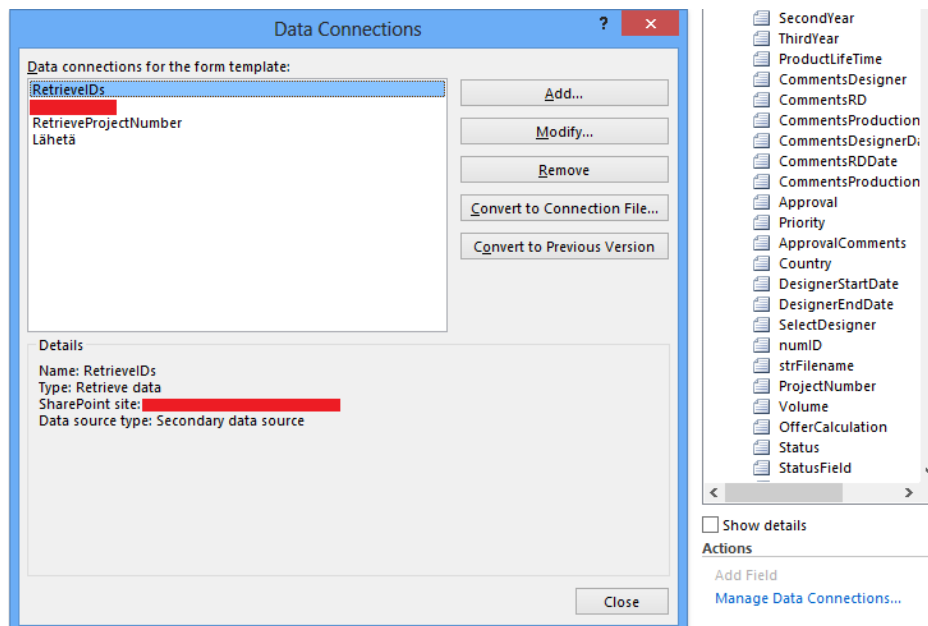 Data Connections
?
×
Data connections for the form template:
RetrieveIDs
RetrieveProjectNumber
Lähetä
Add...
Modify...
Remove
Convert to Connection File...
Convert to Previous Version
Details
Name: RetrieveIDs
Type: Retrieve data
SharePoint site:
Data source type: Secondary data source
Close
SecondYear
ThirdYear
ProductLifeTime
CommentsDesigner
CommentsRD
CommentsProduction
CommentsDesignerDa
CommentsRDDate
CommentsProduction
Approval
Priority
ApprovalComments
Country
DesignerStartDate
DesignerEndDate
SelectDesigner
numID
strFilename
ProjectNumber
Volume
OfferCalculation
Status
StatusField
Show details
Actions
Add Field
Manage Data Connections...